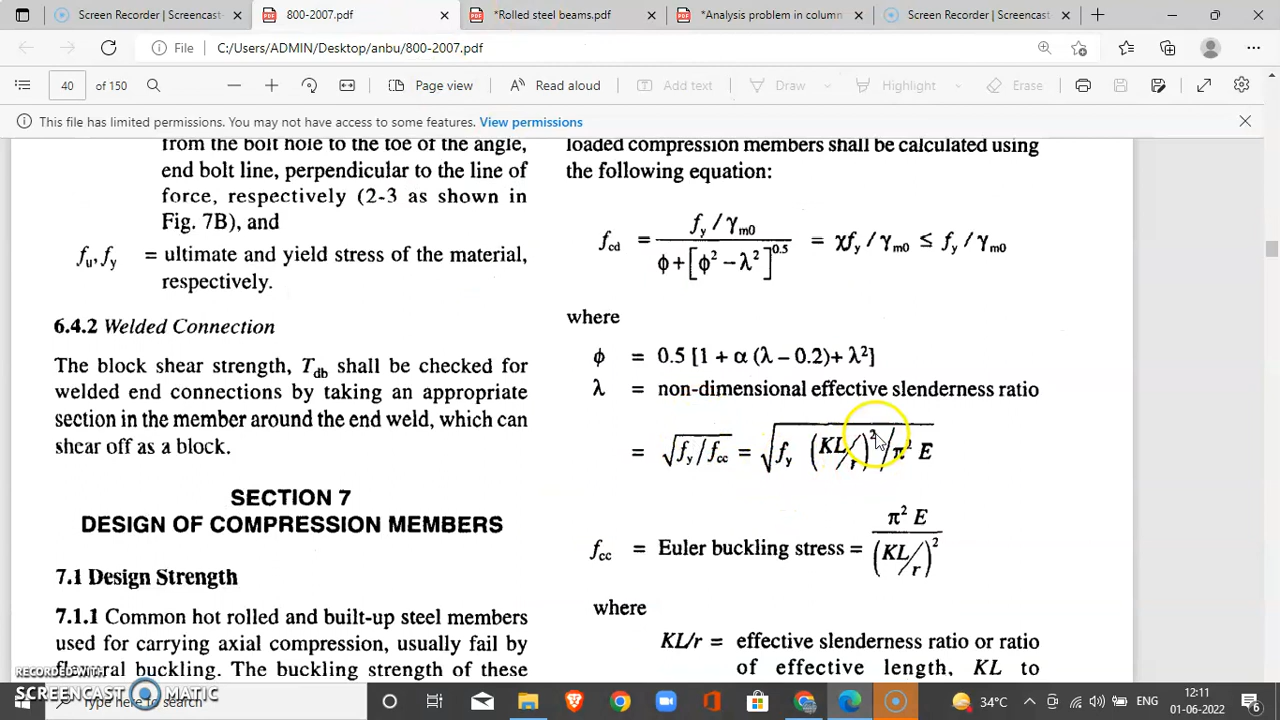 Screen Recorder | Screencast-
800-2007.pdf
*Rolled steel beams.pdf
*Analysis problem in column
Screen Recorder | Screencast
File
C:/Users/ADMIN/Desktop/anbu/800-2007.pdf
40 of 150
Page view
Read aloud
Add text
Draw
Highlight
Erase
This file has limited permissions. You may not have access to some features. View permissions
from the bolt hole to the toe of the angle,
end bolt line, perpendicular to the line of
force, respectively (2-3 as shown in
Fig. 7B), and
fu, fy = ultimate and yield stress of the material,
respectively.
6.4.2 Welded Connection
The block shear strength, Tdb shall be checked for
welded end connections by taking an appropriate
section in the member around the end weld, which can
shear off as a block.
SECTION 7
DESIGN OF COMPRESSION MEMBERS
7.1 Design Strength
7.1.1 Common hot rolled and built-up steel members
used for carrying axial compression, usually fail by
flexural buckling. The buckling strength of these
loaded compression members shall be calculated using
the following equation:
fcd = fy / γm0 / ϕ + [ϕ² − λ²]^0.5 = χfy / γm0 ≤ fy / γm0
where
ϕ = 0.5 [1 + α (λ − 0.2)+ λ²]
λ = non-dimensional effective slenderness ratio
= √fy / fcc = √fy (KL/r)² / π² E
fcc = Euler buckling stress = π² E / (KL/r)²
where
KL/r = effective slenderness ratio or ratio
of effective length, KL to
RECORDED WITH
SCREENCAST MATIC
Type here to search
34°C
ENG
12:11
01-06-2022
6